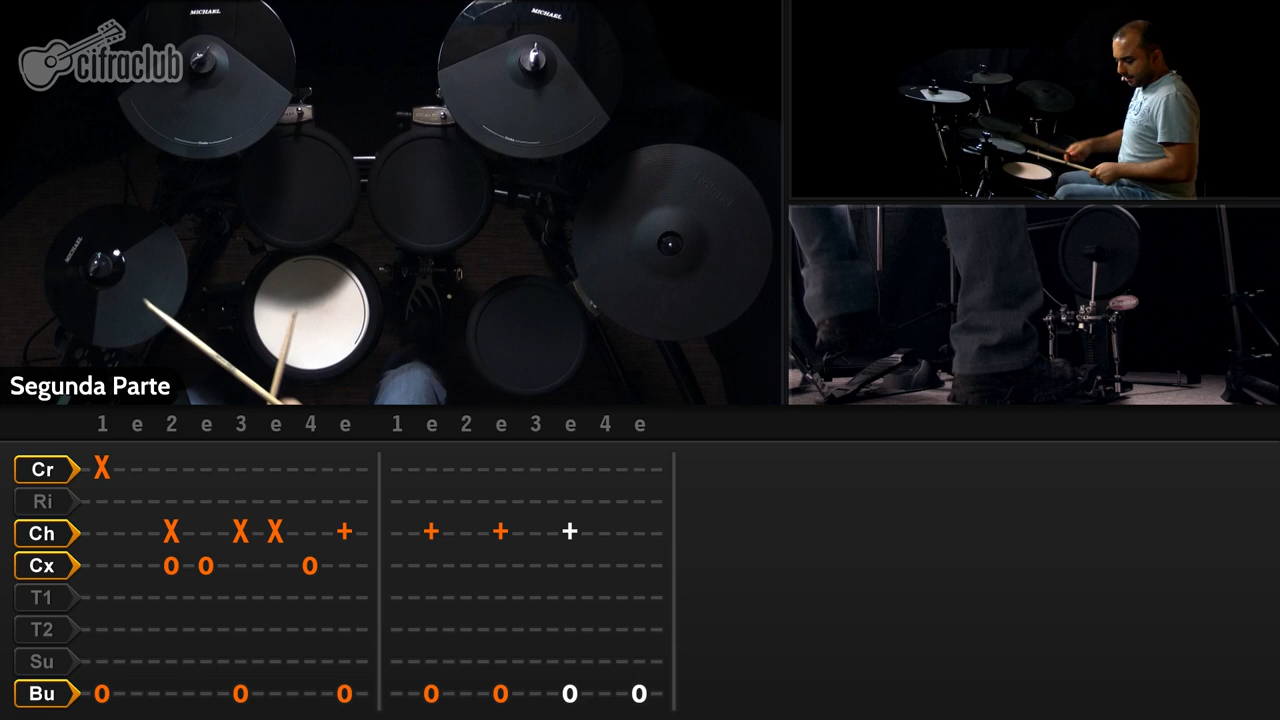 MICHAEL
MICHAEL
cifraclub
MICHAEL
Segunda Parte
1 e 2 e 3 e 4 e 1 e 2 e 3 e 4 e
Cr X
Ri
Ch X X X + + + +
Cx o o o
T1
T2
Su
Bu o o o o o o o